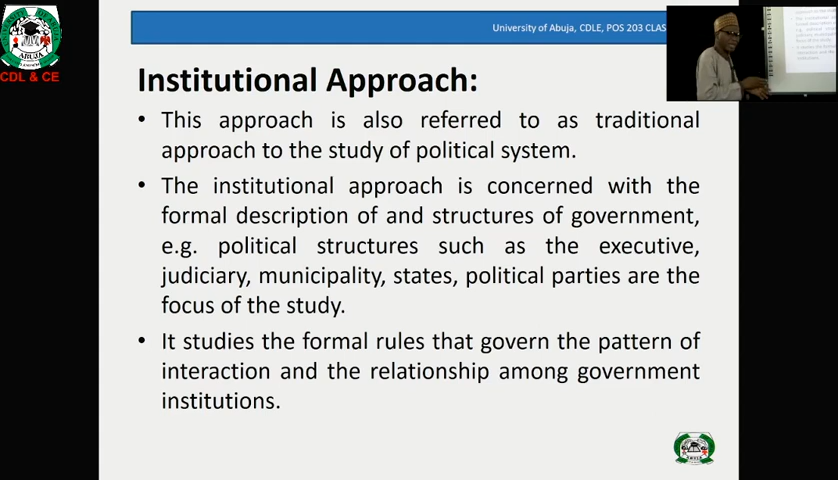 University of Abuja, CDLE, POS 203 CLAS
CDL & CE
ABUJA
Institutional Approach:
• This approach is also referred to as traditional
approach to the study of political system.
• The institutional approach is concerned with the
formal description of and structures of government,
e.g. political structures such as the executive,
judiciary, municipality, states, political parties are the
focus of the study.
• It studies the formal rules that govern the pattern of
interaction and the relationship among government
institutions.